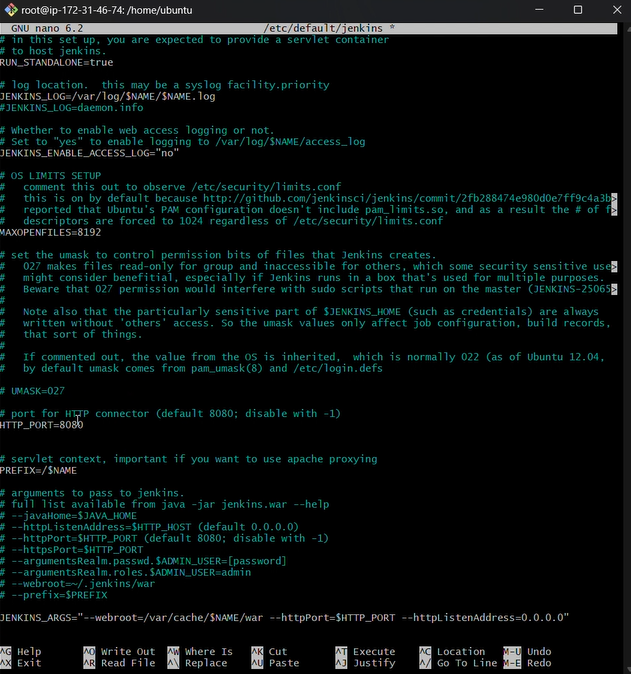 root@ip-172-31-46-74: /home/ubuntu
GNU nano 6.2 /etc/default/jenkins *
# in this set up, you are expected to provide a servlet container
# to host jenkins.
RUN_STANDALONE=true
# log location. this may be a syslog facility.priority
JENKINS_LOG=/var/log/$NAME/$NAME.log
#JENKINS_LOG=daemon.info
# Whether to enable web access logging or not.
# Set to "yes" to enable logging to /var/log/$NAME/access_log
JENKINS_ENABLE_ACCESS_LOG="no"
# OS LIMITS SETUP
# comment this out to observe /etc/security/limits.conf
# this is on by default because http://github.com/jenkinsci/jenkins/commit/2fb288474e980d0e7ff9c4a3b>
# reported that Ubuntu's PAM configuration doesn't include pam_limits.so, and as a result the # of f>
# descriptors are forced to 1024 regardless of /etc/security/limits.conf
MAXOPENFILES=8192
# set the umask to control permission bits of files that Jenkins creates.
# 027 makes files read-only for group and inaccessible for others, which some security sensitive use>
# might consider benefitial, especially if Jenkins runs in a box that's used for multiple purposes.
# Beware that 027 permission would interfere with sudo scripts that run on the master (JENKINS-25065>
#
# Note also that the particularly sensitive part of $JENKINS_HOME (such as credentials) are always
# written without 'others' access. So the umask values only affect job configuration, build records,
# that sort of things.
#
# If commented out, the value from the OS is inherited, which is normally 022 (as of Ubuntu 12.04,
# by default umask comes from pam_umask(8) and /etc/login.defs
# UMASK=027
# port for HTTP connector (default 8080; disable with -1)
HTTP_PORT=8080
# servlet context, important if you want to use apache proxying
PREFIX=/$NAME
# arguments to pass to jenkins.
# full list available from java -jar jenkins.war --help
# --javaHome=$JAVA_HOME
# --httpListenAddress=$HTTP_HOST (default 0.0.0.0)
# --httpPort=$HTTP_PORT (default 8080; disable with -1)
# --httpsPort=$HTTP_PORT
# --argumentsRealm.passwd.$ADMIN_USER=[password]
# --argumentsRealm.roles.$ADMIN_USER=admin
# --webroot=~/.jenkins/war
# --prefix=$PREFIX
JENKINS_ARGS="--webroot=/var/cache/$NAME/war --httpPort=$HTTP_PORT --httpListenAddress=0.0.0.0"
^G Help ^O Write Out ^W Where Is ^K Cut ^T Execute ^C Location M-U Undo
^X Exit ^R Read File ^\ Replace ^U Paste ^J Justify ^/ Go To Line M-E Redo